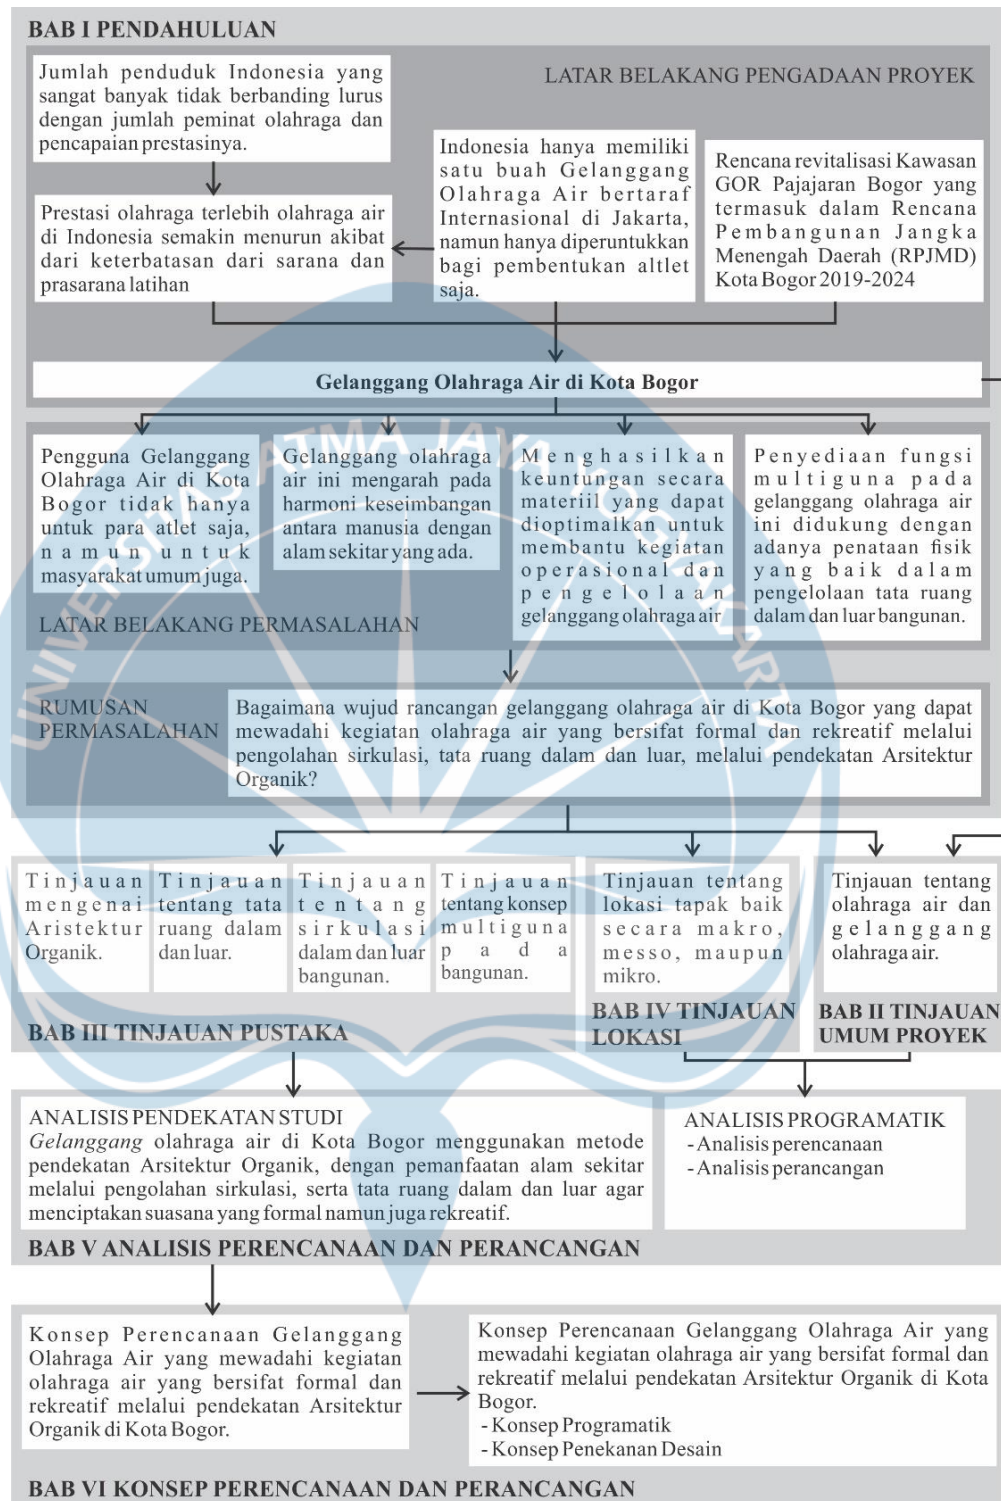 BAB I PENDAHULUAN
LATAR BELAKANG PENGADAAN PROYEK
Jumlah penduduk Indonesia yang
sangat banyak tidak berbanding lurus
dengan jumlah peminat olahraga dan
pencapaian prestasinya.
Prestasi olahraga terlebih olahraga air
di Indonesia semakin menurun akibat
dari keterbatasan dari sarana dan
prasarana latihan
Indonesia hanya memiliki
satu buah Gelanggang
Olahraga Air bertaraf
Internasional di Jakarta,
namun hanya diperuntukkan
bagi pembentukan altlet
saja.
Rencana revitalisasi Kawasan
GOR Pajajaran Bogor yang
termasuk dalam Rencana
Pembangunan Jangka
Menengah Daerah (RPJMD)
Kota Bogor 2019-2024
Gelanggang Olahraga Air di Kota Bogor
Pengguna Gelanggang
Olahraga Air di Kota
Bogor tidak hanya
untuk para atlet saja,
namun untuk
masyarakat umum juga.
Gelanggang olahraga
air ini mengarah pada
harmoni keseimbangan
antara manusia dengan
alam sekitar yang ada.
Menghasilkan
keuntungan secara
materiil yang dapat
dioptimalkan untuk
membantu kegiatan
operasional dan
pengelolaan
gelanggang olahraga air
Penyediaan fungsi
multiguna pada
gelanggang olahraga air
ini didukung dengan
adanya penataan fisik
yang baik dalam
pengelolaan tata ruang
dalam dan luar bangunan.
LATAR BELAKANG PERMASALAHAN
RUMUSAN
PERMASALAHAN
Bagaimana wujud rancangan gelanggang olahraga air di Kota Bogor yang dapat
mewadahi kegiatan olahraga air yang bersifat formal dan rekreatif melalui
pengolahan sirkulasi, tata ruang dalam dan luar, melalui pendekatan Arsitektur
Organik?
Tinjauan
mengenai
Aristektur
Organik.
Tinjauan
tentang tata
ruang dalam
dan luar.
Tinjauan
tentang
sirkulasi
dalam dan luar
bangunan.
Tinjauan
tentang konsep
multiguna
pada
bangunan.
BAB III TINJAUAN PUSTAKA
Tinjauan tentang
lokasi tapak baik
secara makro,
messo, maupun
mikro.
BAB IV TINJAUAN
LOKASI
Tinjauan tentang
olahraga air dan
gelanggang
olahraga air.
BAB II TINJAUAN
UMUM PROYEK
ANALISIS PENDEKATAN STUDI
Gelanggang olahraga air di Kota Bogor menggunakan metode
pendekatan Arsitektur Organik, dengan pemanfaatan alam sekitar
melalui pengolahan sirkulasi, serta tata ruang dalam dan luar agar
menciptakan suasana yang formal namun juga rekreatif.
ANALISIS PROGRAMATIK
- Analisis perencanaan
- Analisis perancangan
BAB V ANALISIS PERENCANAAN DAN PERANCANGAN
Konsep Perencanaan Gelanggang
Olahraga Air yang mewadahi kegiatan
olahraga air yang bersifat formal dan
rekreatif melalui pendekatan Arsitektur
Organik di Kota Bogor.
Konsep Perencanaan Gelanggang Olahraga Air yang
mewadahi kegiatan olahraga air yang bersifat formal dan
rekreatif melalui pendekatan Arsitektur Organik di Kota
Bogor.
- Konsep Programatik
- Konsep Penekanan Desain
BAB VI KONSEP PERENCANAAN DAN PERANCANGAN
UNIVERSITAS ATMA JAYA YOGYAKARTA